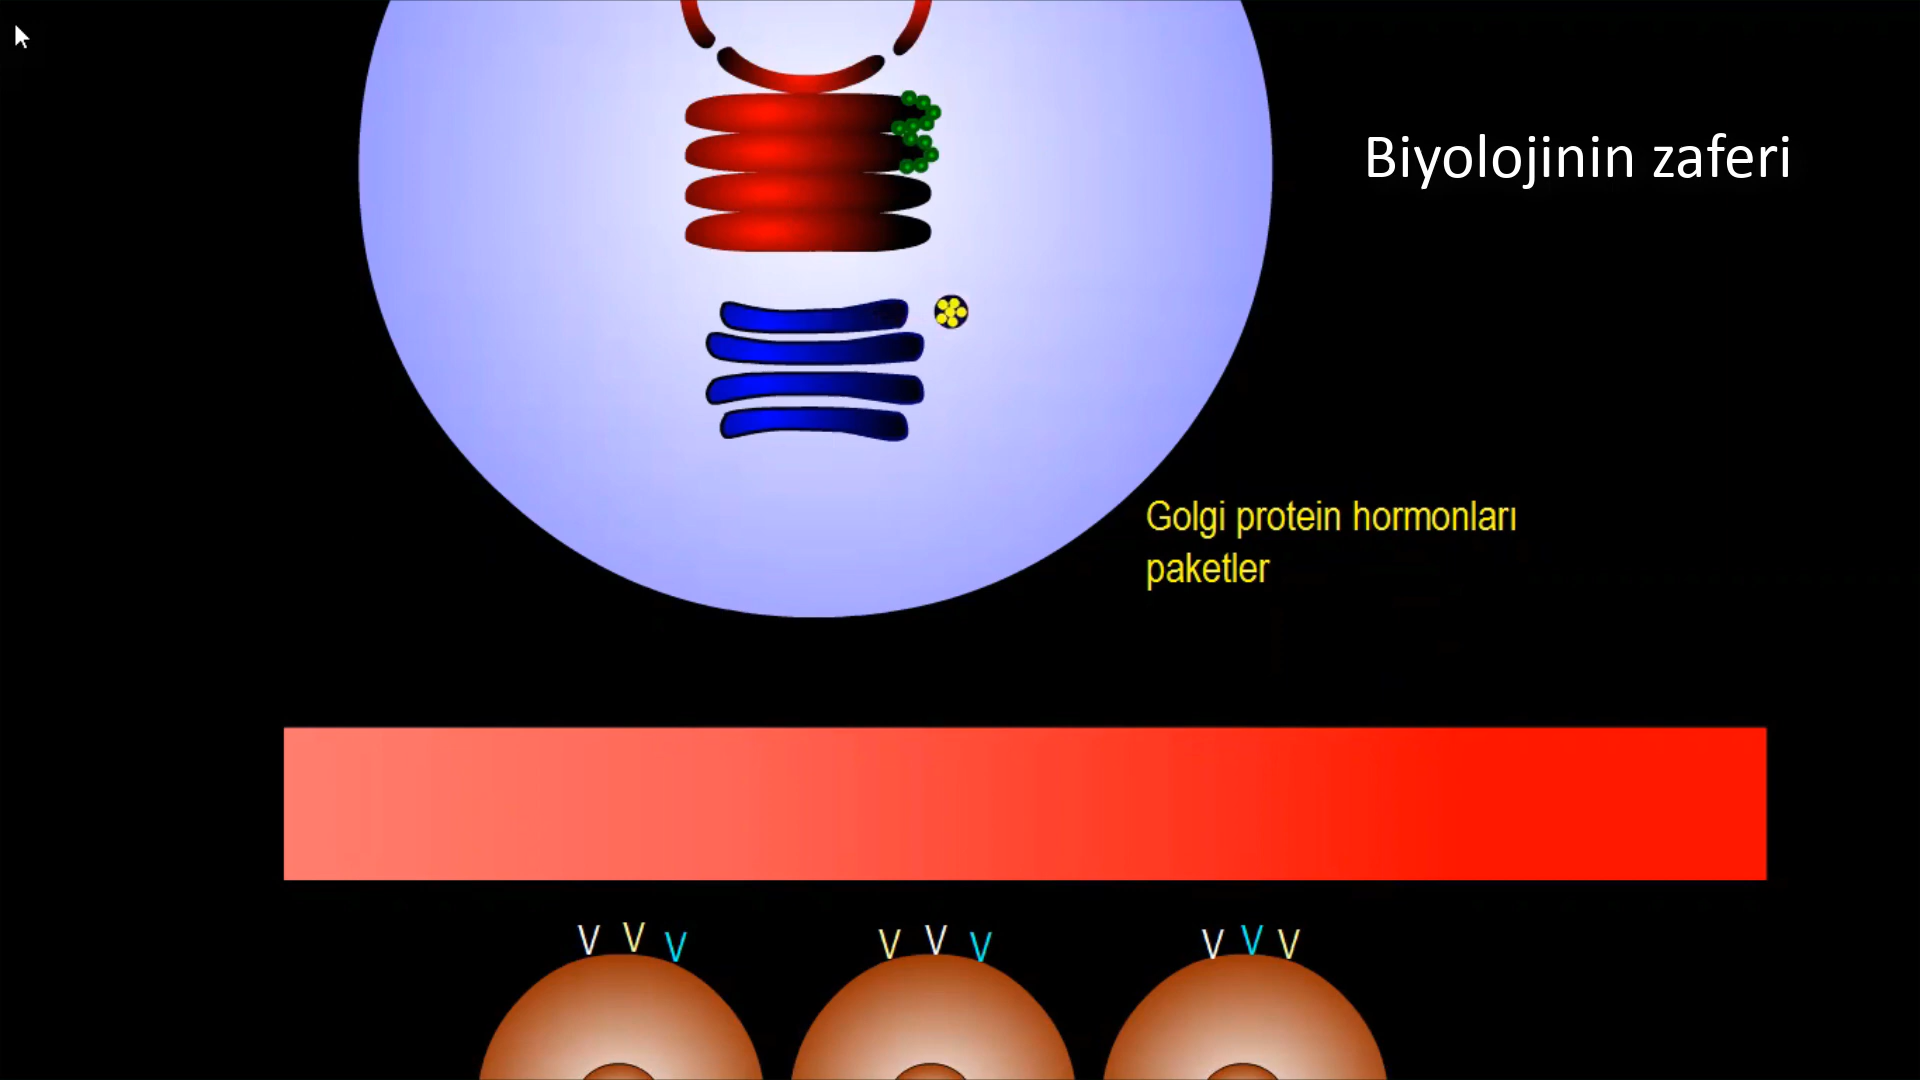 Biyolojinin zaferi
Golgi protein hormonları
paketler
V V V V V V V V V